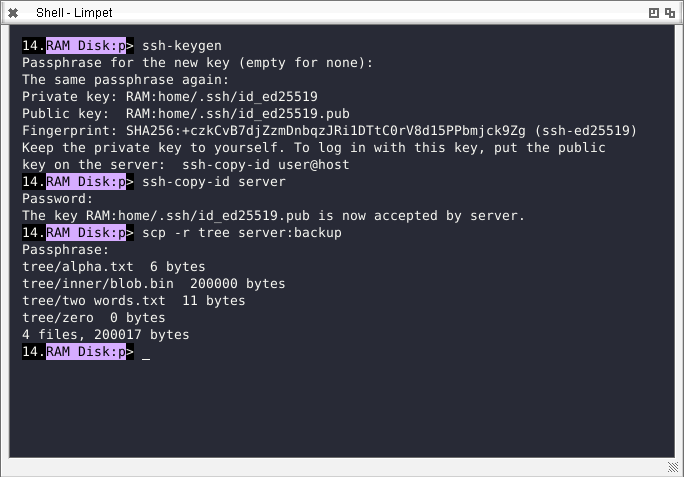 Shell - Limpet
14.RAM Disk:p> ssh-keygen
Passphrase for the new key (empty for none):
The same passphrase again:
Private key: RAM:home/.ssh/id_ed25519
Public key:  RAM:home/.ssh/id_ed25519.pub
Fingerprint: SHA256:+czkCvB7djZzmDnbqzJRi1DTtC0rV8d15PPbmjck9Zg (ssh-ed25519)
Keep the private key to yourself. To log in with this key, put the public
key on the server:  ssh-copy-id user@host
14.RAM Disk:p> ssh-copy-id server
Password:
The key RAM:home/.ssh/id_ed25519.pub is now accepted by server.
14.RAM Disk:p> scp -r tree server:backup
Passphrase:
tree/alpha.txt  6 bytes
tree/inner/blob.bin  200000 bytes
tree/two words.txt  11 bytes
tree/zero  0 bytes
4 files, 200017 bytes
14.RAM Disk:p> _